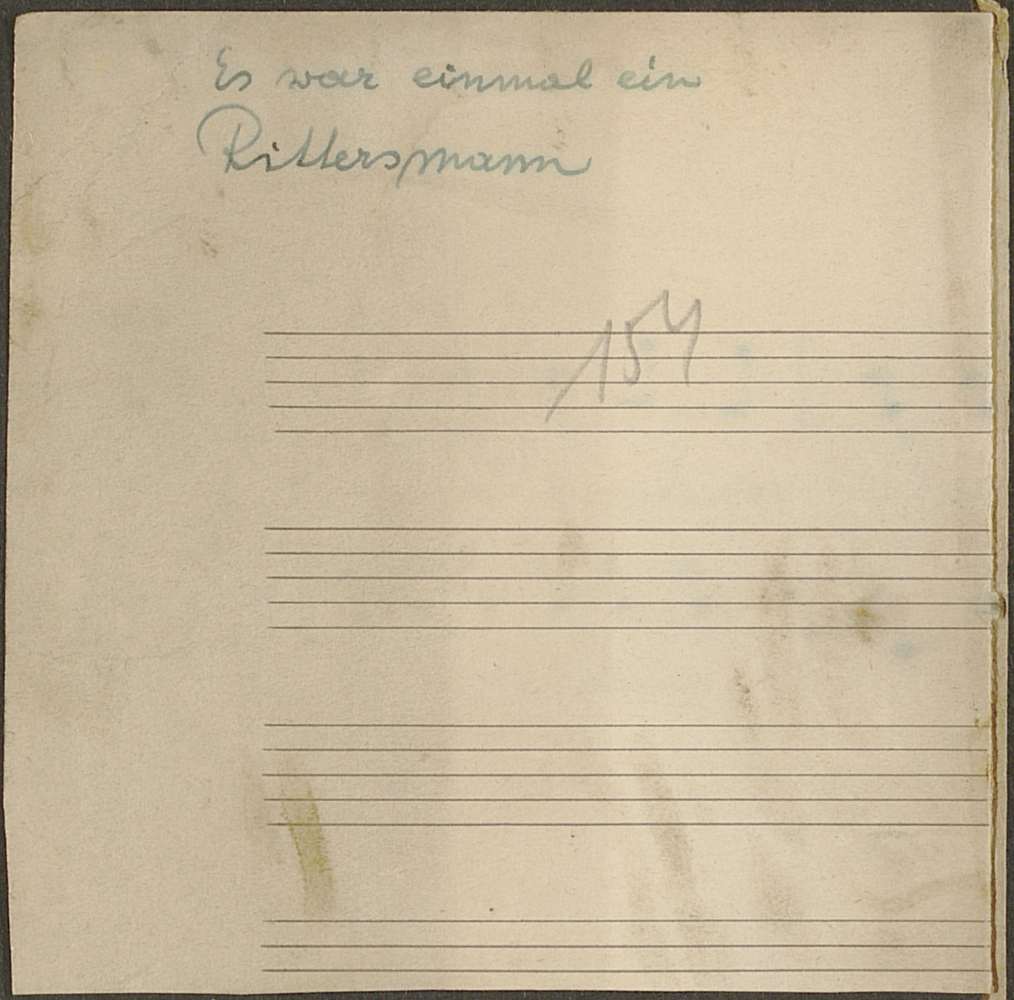 Es war einmal ein
Rittersmann
154